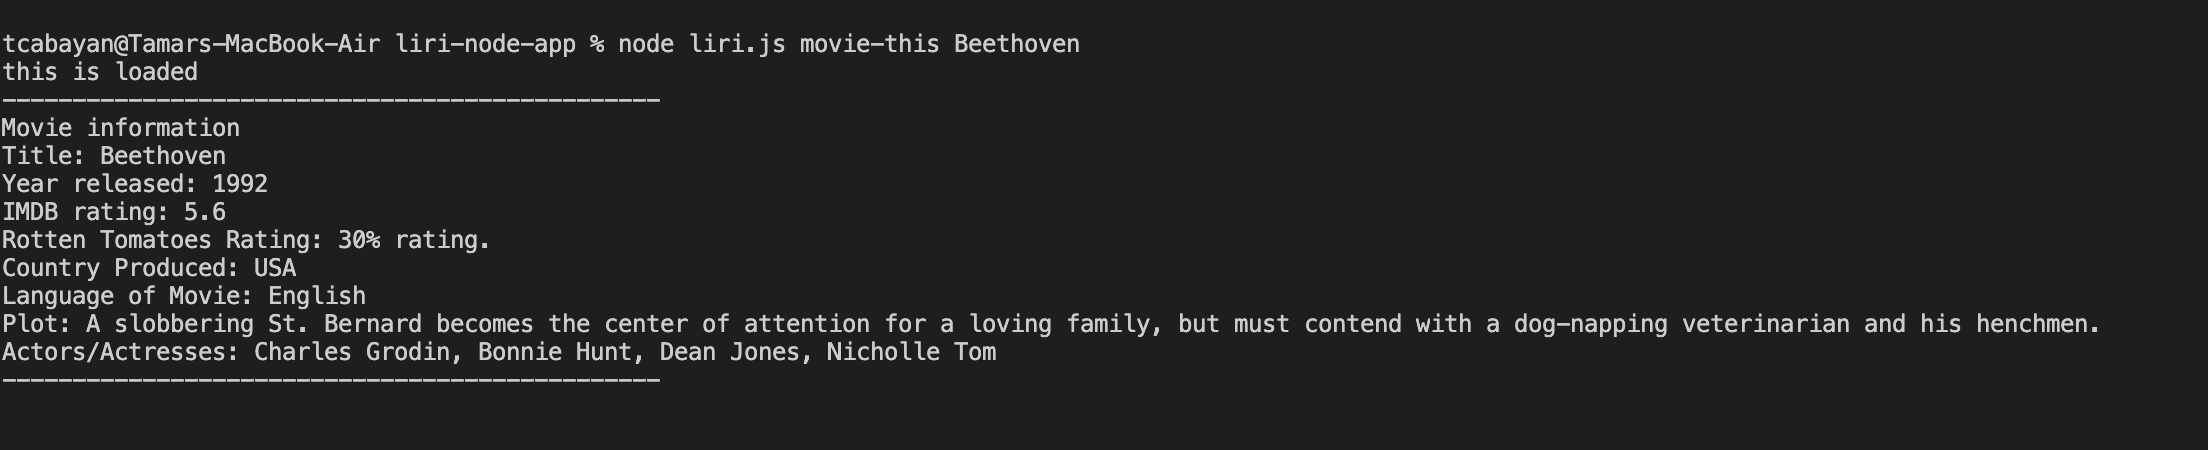 tcabayan@Tamars-MacBook-Air liri-node-app % node liri.js movie-this Beethoven
this is loaded
-----------------------------------------------
Movie information
Title: Beethoven
Year released: 1992
IMDB rating: 5.6
Rotten Tomatoes Rating: 30% rating.
Country Produced: USA
Language of Movie: English
Plot: A slobbering St. Bernard becomes the center of attention for a loving family, but must contend with a dog-napping veterinarian and his henchmen.
Actors/Actresses: Charles Grodin, Bonnie Hunt, Dean Jones, Nicholle Tom
-----------------------------------------------